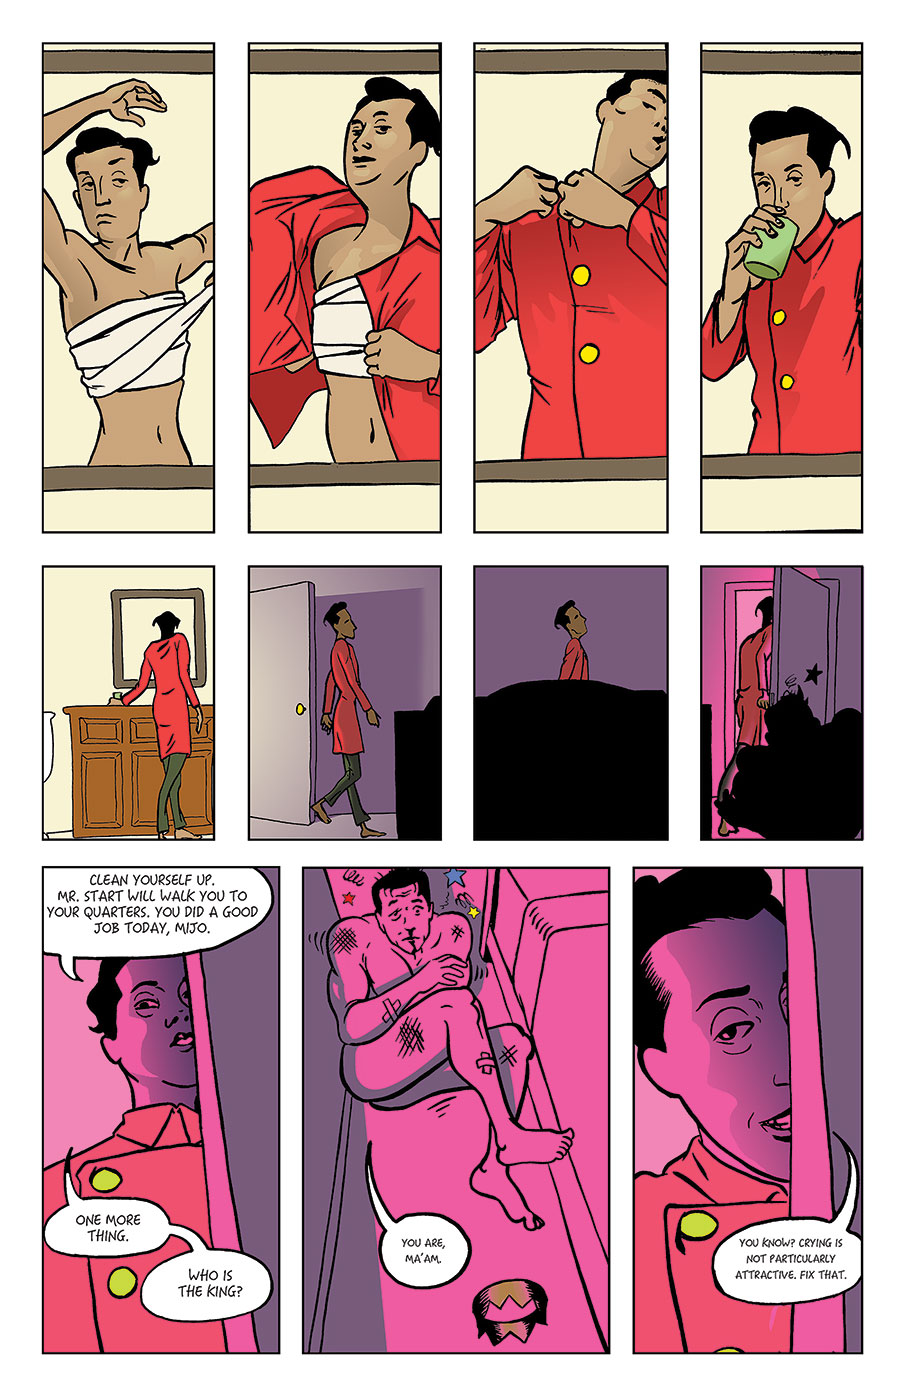 CLEAN YOURSELF UP.
MR. START WILL WALK YOU TO
YOUR QUARTERS. YOU DID A GOOD
JOB TODAY, MIJO.
ONE MORE
THING.
WHO IS
THE KING?
YOU ARE,
MA'AM.
YOU KNOW? CRYING IS
NOT PARTICULARLY
ATTRACTIVE. FIX THAT.